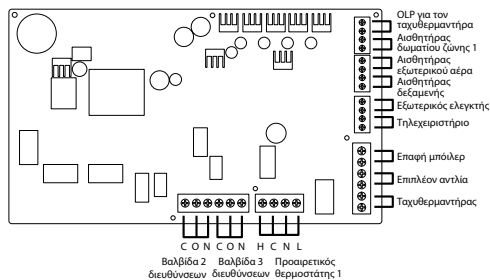 OLP για τον
ταχυθερμαντήρα
Αισθητήρας
δωματίου ζώνης 1
Αισθητήρας
εξωτερικού αέρα
Αισθητήρας
δεξαμενής
Εξωτερικός ελεγκτής
Τηλεχειριστήριο
Επαφή μπόιλερ
Επιπλέον αντλία
Ταχυθερμαντήρας
C O N C O N H C N L
Βαλβίδα 2 Βαλβίδα 3 Προαιρετικός
διευθύνσεων διευθύνσεων θερμοστάτης 1